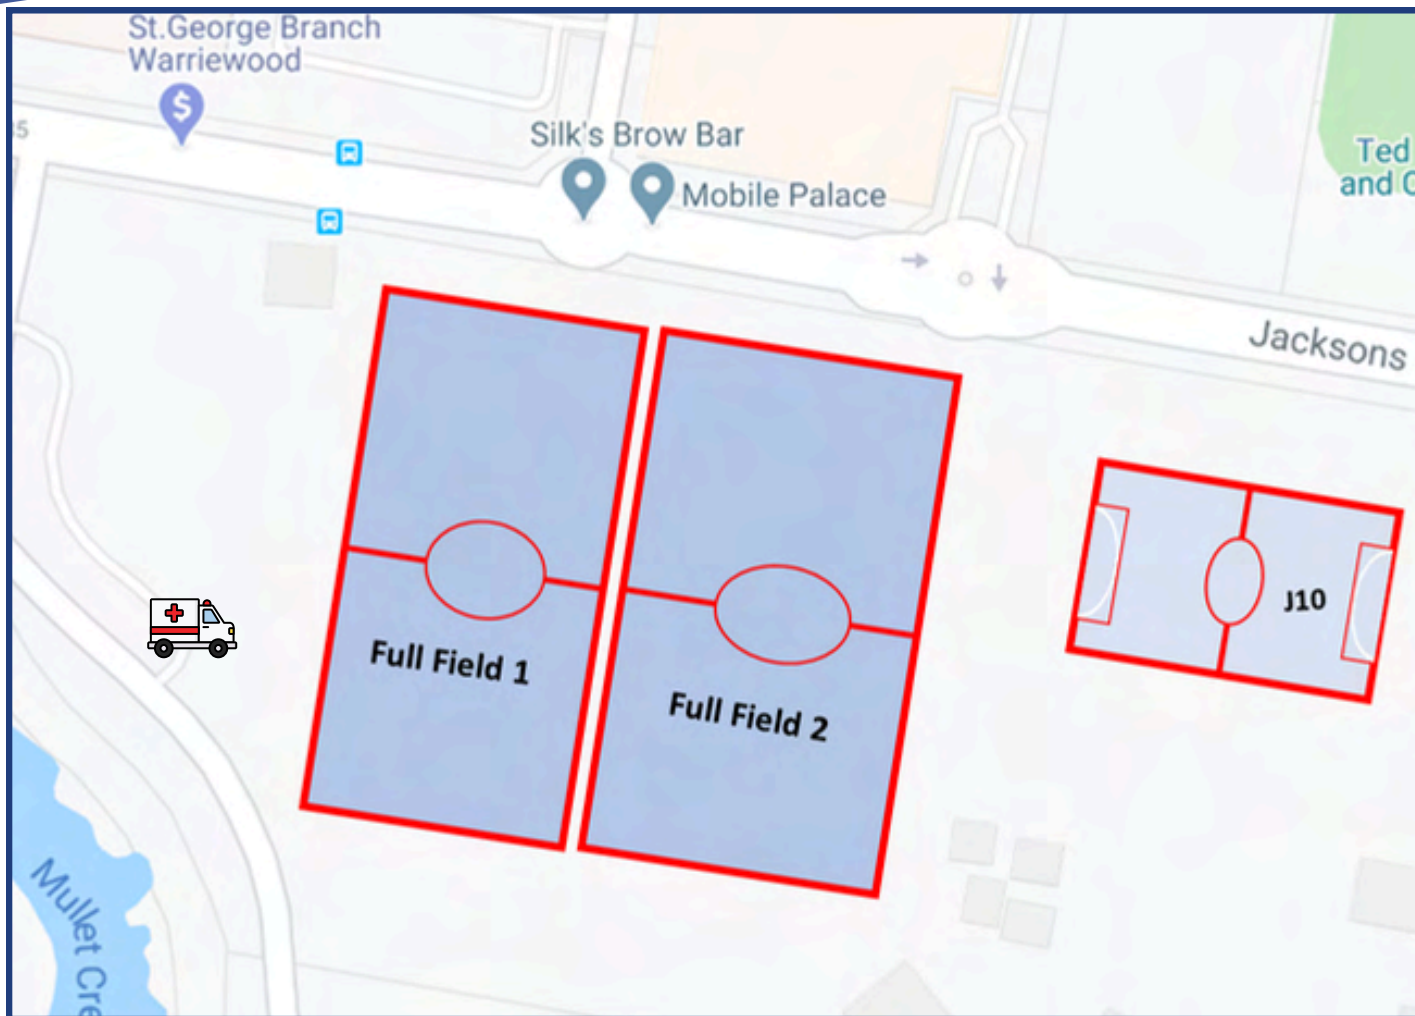 St.George Branch
Warriewood
$
Silk's Brow Bar
Mobile Palace
Ted
and C
Jacksons
J10
Full Field 1
Full Field 2
Mullet Cre